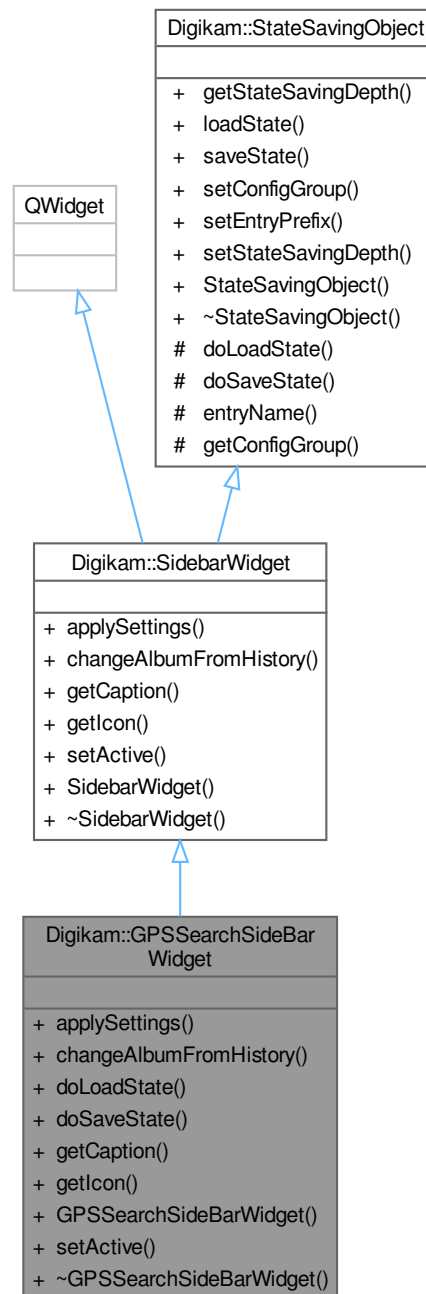 Digikam::StateSavingObject
+ getStateSavingDepth()
+ loadState()
+ saveState()
+ setConfigGroup()
+ setEntryPrefix()
+ setStateSavingDepth()
+ StateSavingObject()
+ ~StateSavingObject()
# doLoadState()
# doSaveState()
# entryName()
# getConfigGroup()
QWidget
Digikam::SidebarWidget
+ applySettings()
+ changeAlbumFromHistory()
+ getCaption()
+ getIcon()
+ setActive()
+ SidebarWidget()
+ ~SidebarWidget()
Digikam::GPSSearchSideBar
Widget
+ applySettings()
+ changeAlbumFromHistory()
+ doLoadState()
+ doSaveState()
+ getCaption()
+ getIcon()
+ GPSSearchSideBarWidget()
+ setActive()
+ ~GPSSearchSideBarWidget()